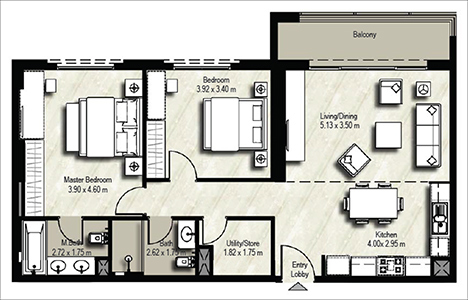 Balcony
Bedroom
3.92 x 3.40 m
Living/Dining
5.13 x 3.50 m
Master Bedroom
3.90 x 4.60 m
M.Bath
2.72 x 1.75 m
Bath
2.62 x 1.75 m
Utility/Store
1.82 x 1.75 m
Kitchen
4.00x 2.95 m
Entry
Lobby